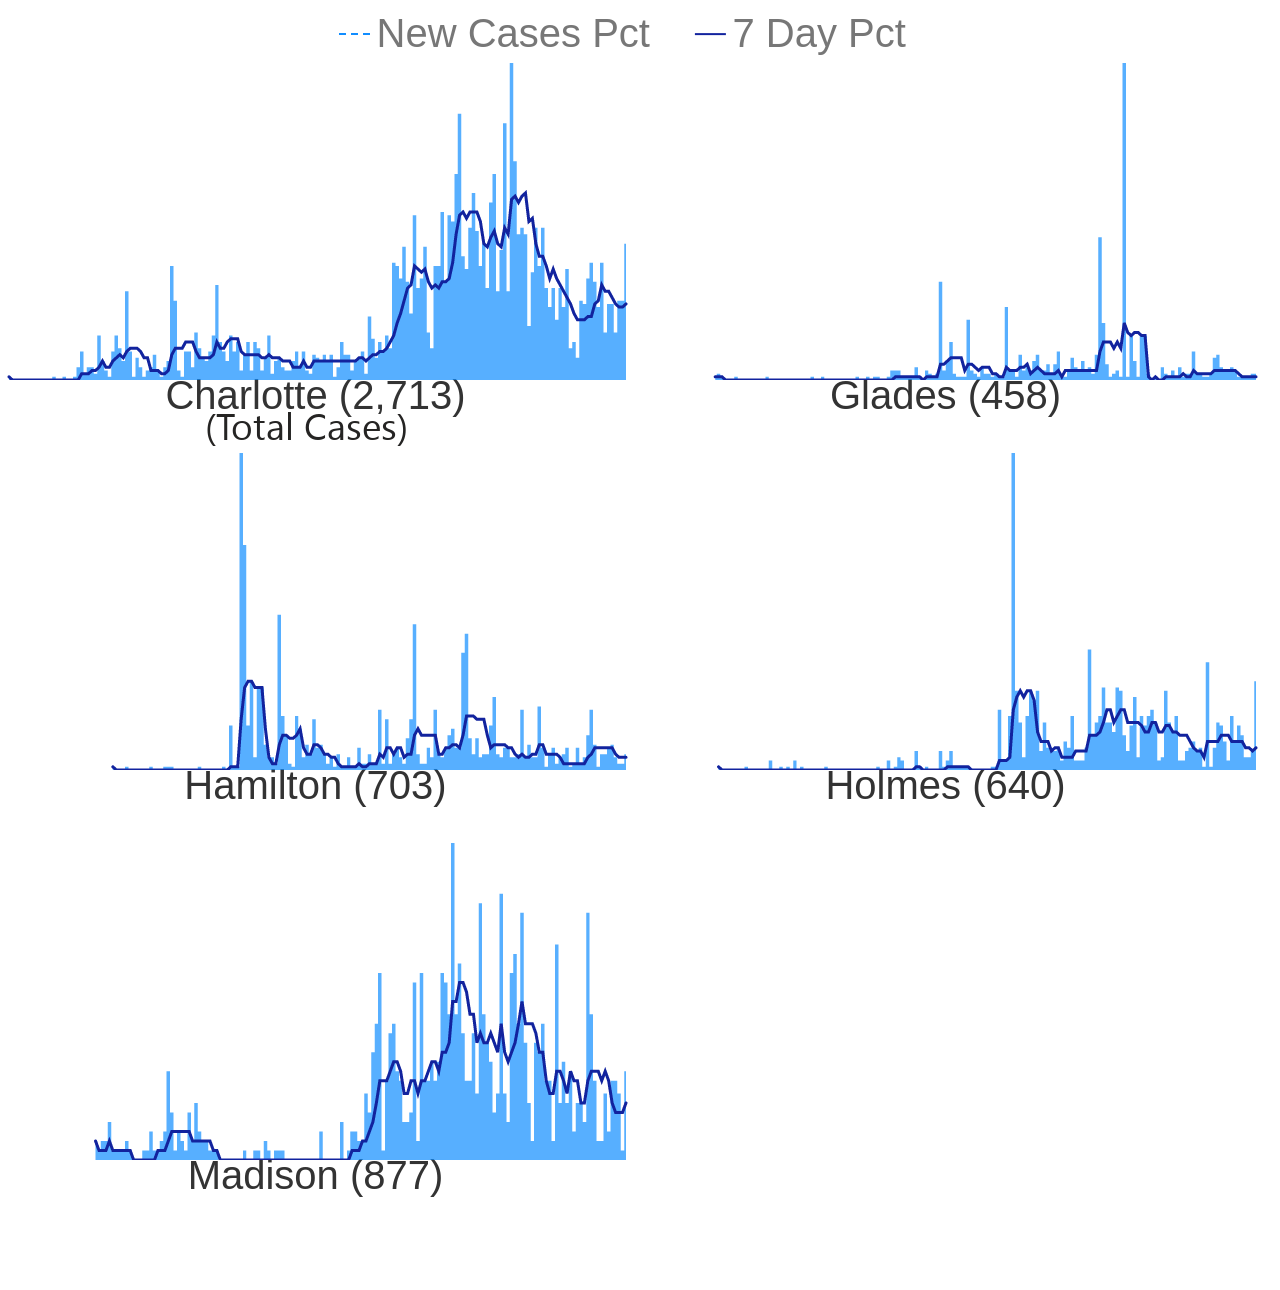 New Cases Pct 7 Day Pct
Charlotte (2,713)
(Total Cases)
Glades (458)
Hamilton (703)
Holmes (640)
Madison (877)